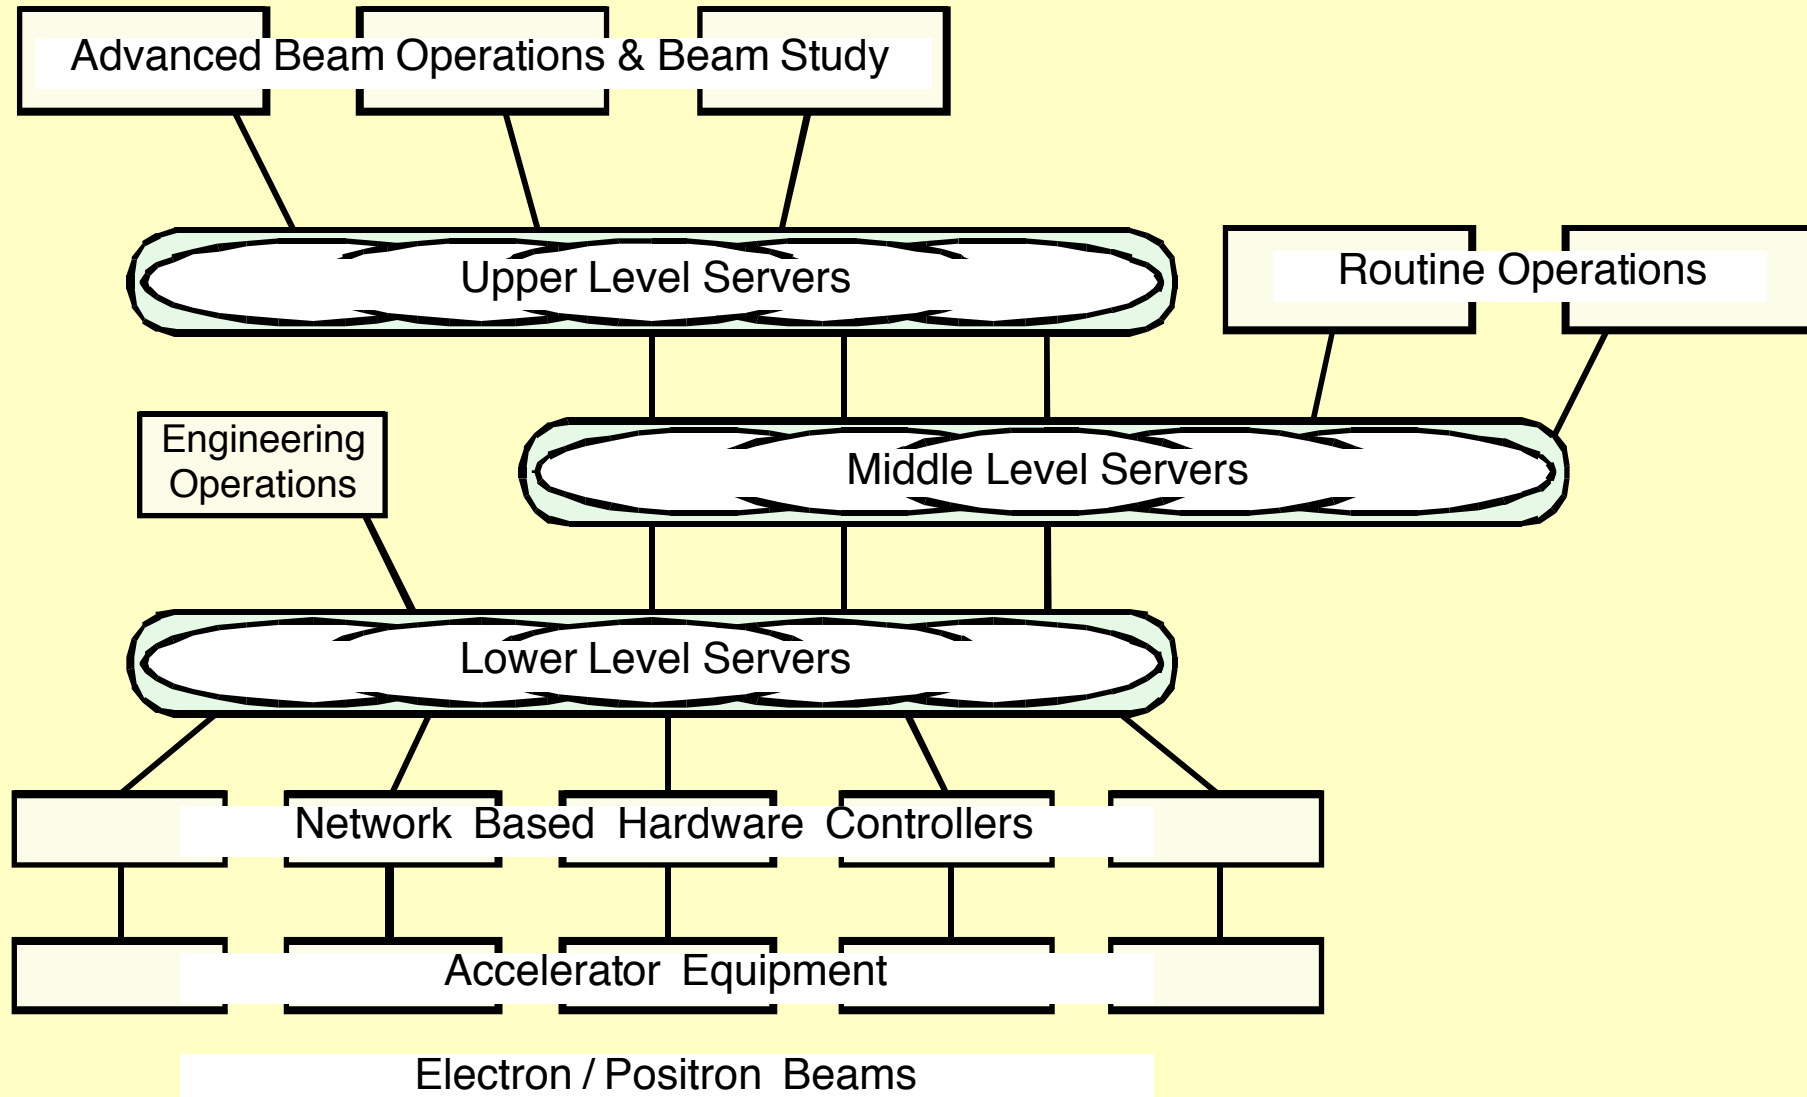 Advanced Beam Operations & Beam Study
Upper Level Servers
Routine Operations
Engineering
Operations
Middle Level Servers
Lower Level Servers
Network Based Hardware Controllers
Accelerator Equipment
Electron / Positron Beams